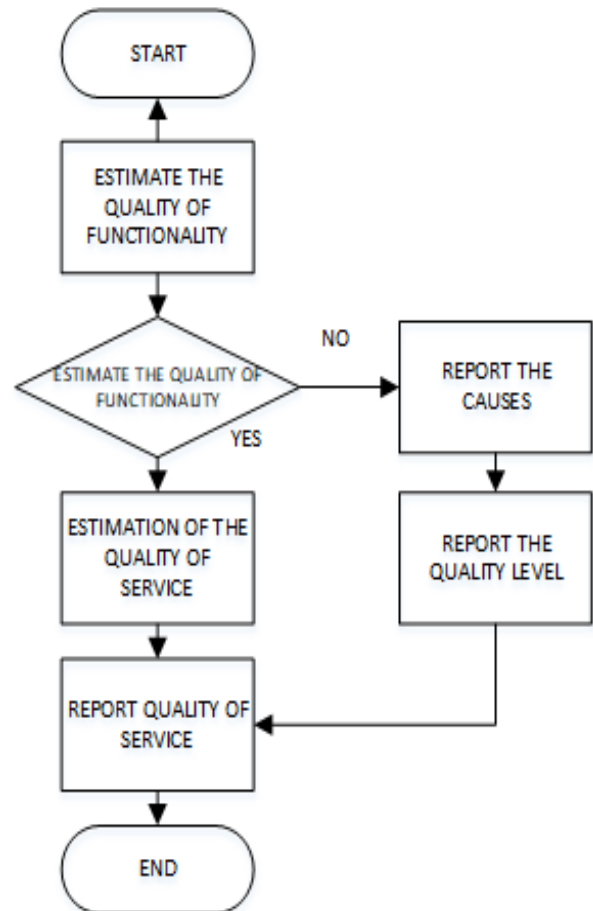 START
ESTIMATE THE
QUALITY OF
FUNCTIONALITY
ESTIMATE THE QUALITY OF
FUNCTIONALITY
NO
YES
REPORT THE
CAUSES
ESTIMATION OF THE
QUALITY OF
SERVICE
REPORT THE
QUALITY LEVEL
REPORT QUALITY OF
SERVICE
END